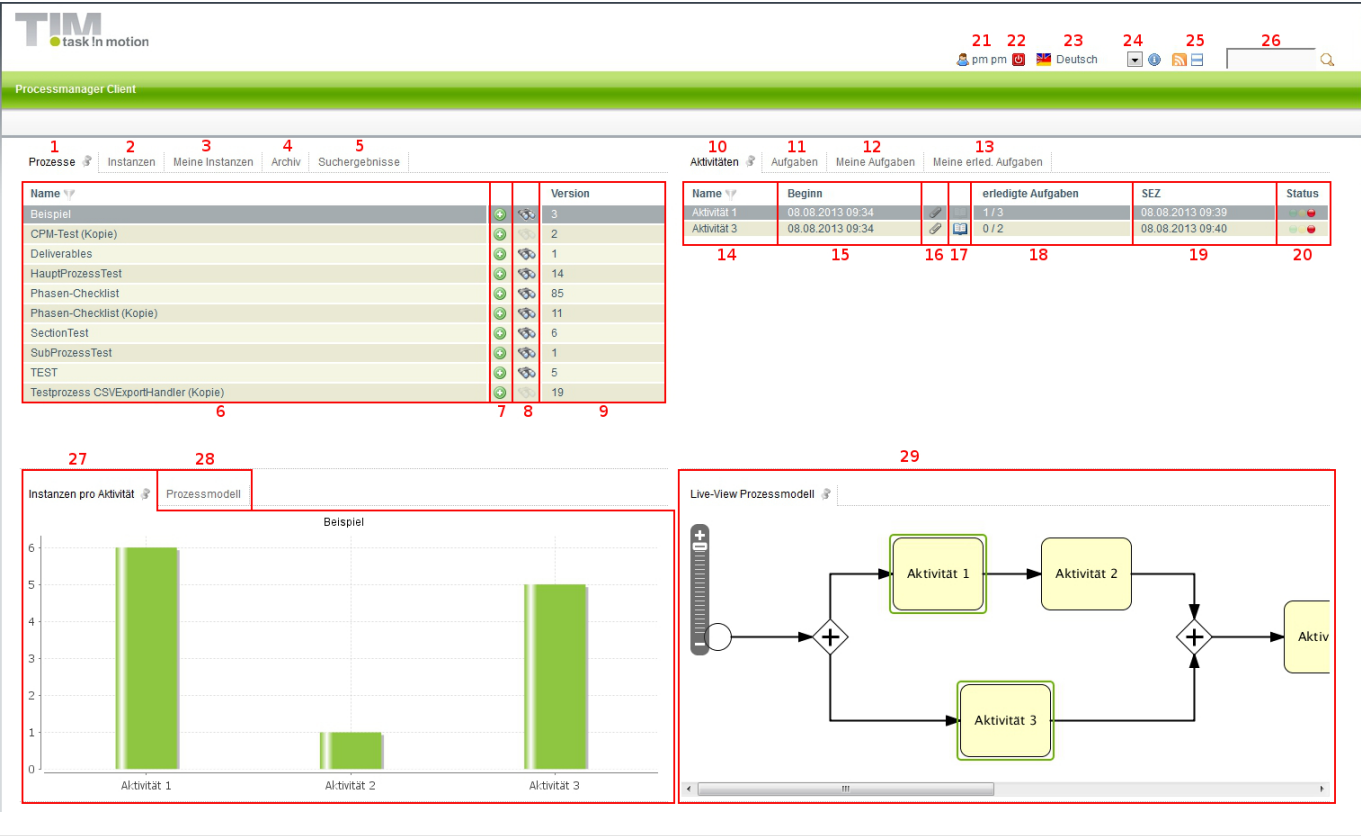 TIM
task!n motion
21 22 23 24 25 26
pm pm Deutsch
Processmanager Client
1 2 3 4 5
Prozesse Instanzen Meine Instanzen Archiv Suchergebnisse
Name Version
Beispiel 3
CPM-Test (Kopie) 2
Deliverables 1
HauptProzessTest 14
Phasen-Checklist 85
Phasen-Checklist (Kopie) 11
SectionTest 6
SubProzessTest 1
TEST 5
Testprozess CSVExportHandler (Kopie) 19
6 7 8 9
10 11 12 13
Aktivitäten Aufgaben Meine Aufgaben Meine erled. Aufgaben
Name Beginn erledigte Aufgaben SEZ Status
Aktivität 1 08.08.2013 09:34 1 / 3 08.08.2013 09:39
Aktivität 3 08.08.2013 09:34 0 / 2 08.08.2013 09:40
14 15 16 17 18 19 20
27 28
Instanzen pro Aktivität Prozessmodell
Beispiel
6
5
4
3
2
1
0
Aktivität 1 Aktivität 2 Aktivität 3
29
Live-View Prozessmodell
Aktivität 1 Aktivität 2
Aktiv
Aktivität 3